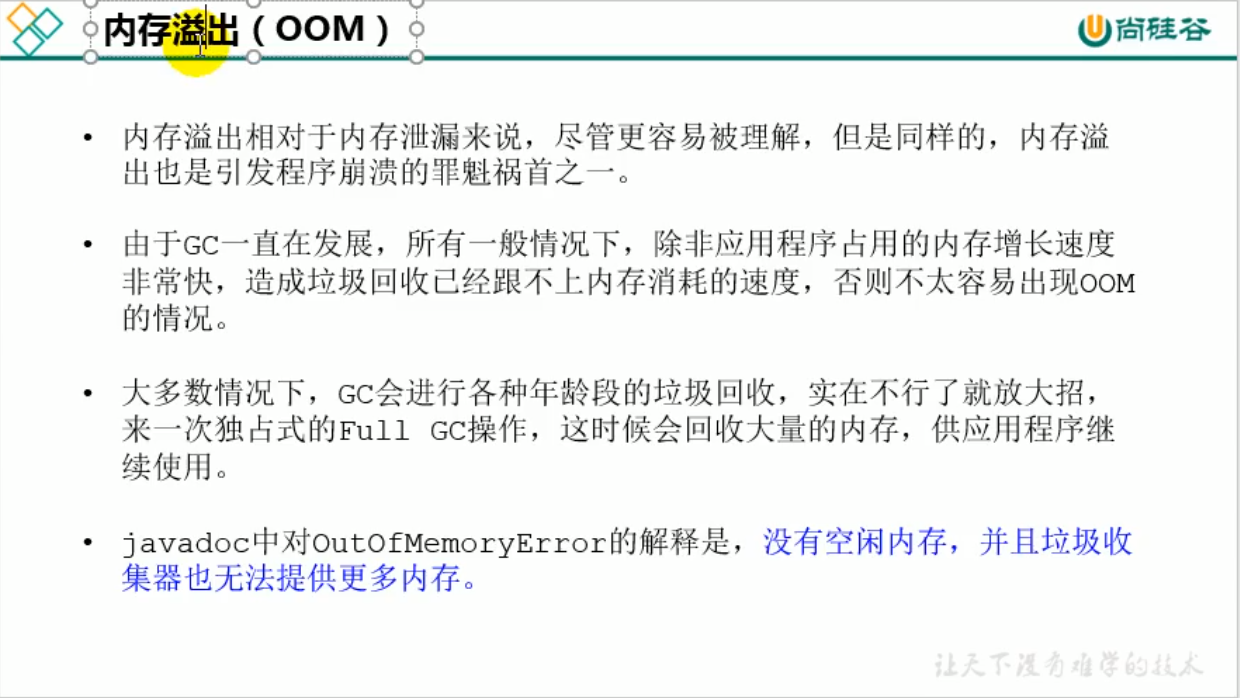 内存溢出（OOM）
尚硅谷
• 内存溢出相对于内存泄漏来说，尽管更容易被理解，但是同样的，内存溢
出也是引发程序崩溃的罪魁祸首之一。
• 由于GC一直在发展，所有一般情况下，除非应用程序占用的内存增长速度
非常快，造成垃圾回收已经跟不上内存消耗的速度，否则不太容易出现OOM
的情况。
• 大多数情况下，GC会进行各种年龄段的垃圾回收，实在不行了就放大招，
来一次独占式的Full GC操作，这时候会回收大量的内存，供应用程序继
续使用。
• javadoc中对OutOfMemoryError的解释是，没有空闲内存，并且垃圾收
集器也无法提供更多内存。
让天下没有难学的技术